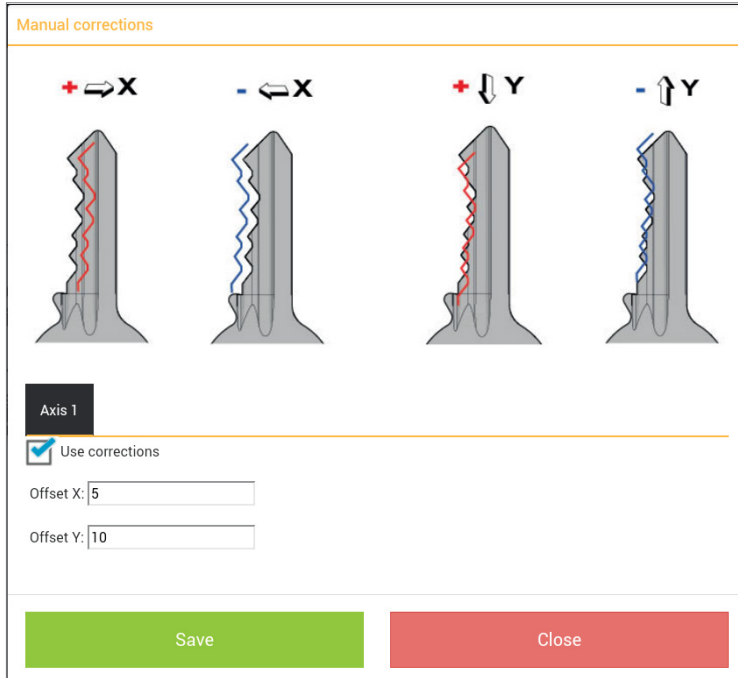 Manual corrections
+ X
- X
+ Y
- Y
Axis 1
Use corrections
Offset X: 5
Offset Y: 10
Save
Close